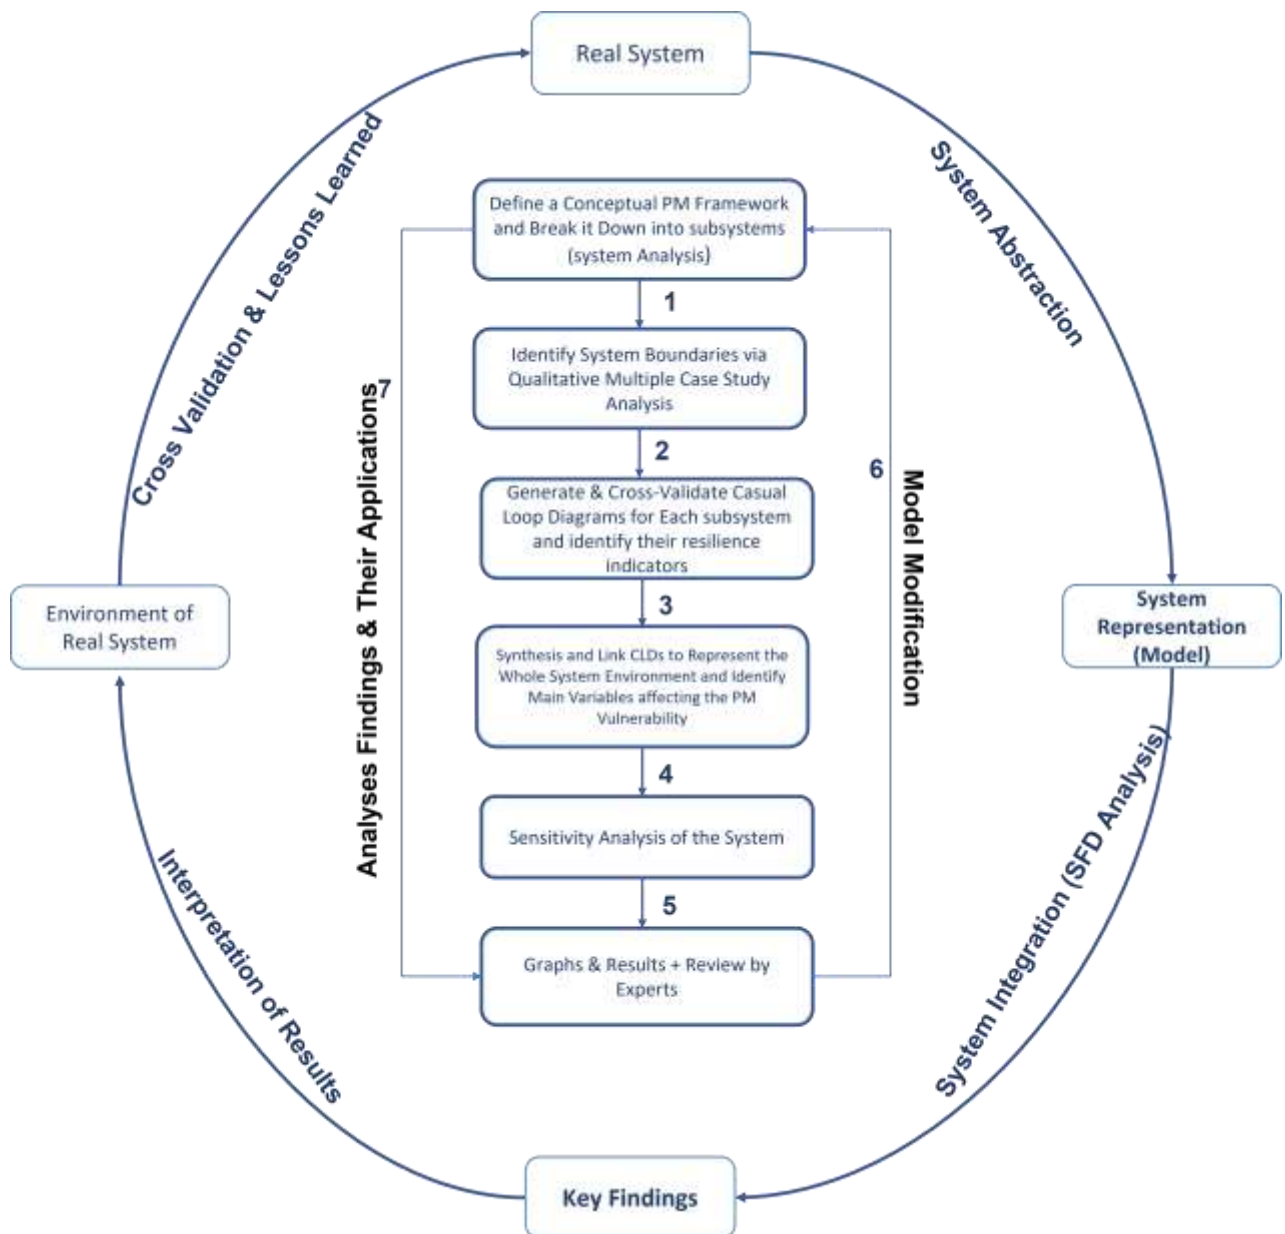 Real System
System Abstraction
Cross Validation & Lessons Learned
Define a Conceptual PM Framework
and Break it Down into subsystems
(system Analysis)
1
Identify System Boundaries via
Qualitative Multiple Case Study
Analysis
7
Analyses Findings & Their Applications
2
6
Model Modification
Generate & Cross-Validate Casual
Loop Diagrams for Each subsystem
and identify their resilience
indicators
3
Environment of
Real System
System
Representation
(Model)
Synthesis and Link CLDs to Represent the
Whole System Environment and Identify
Main Variables affecting the PM
Vulnerability
4
Sensitivity Analysis of the System
5
Graphs & Results + Review by
Experts
System Integration (SFD Analysis)
Interpretation of Results
Key Findings